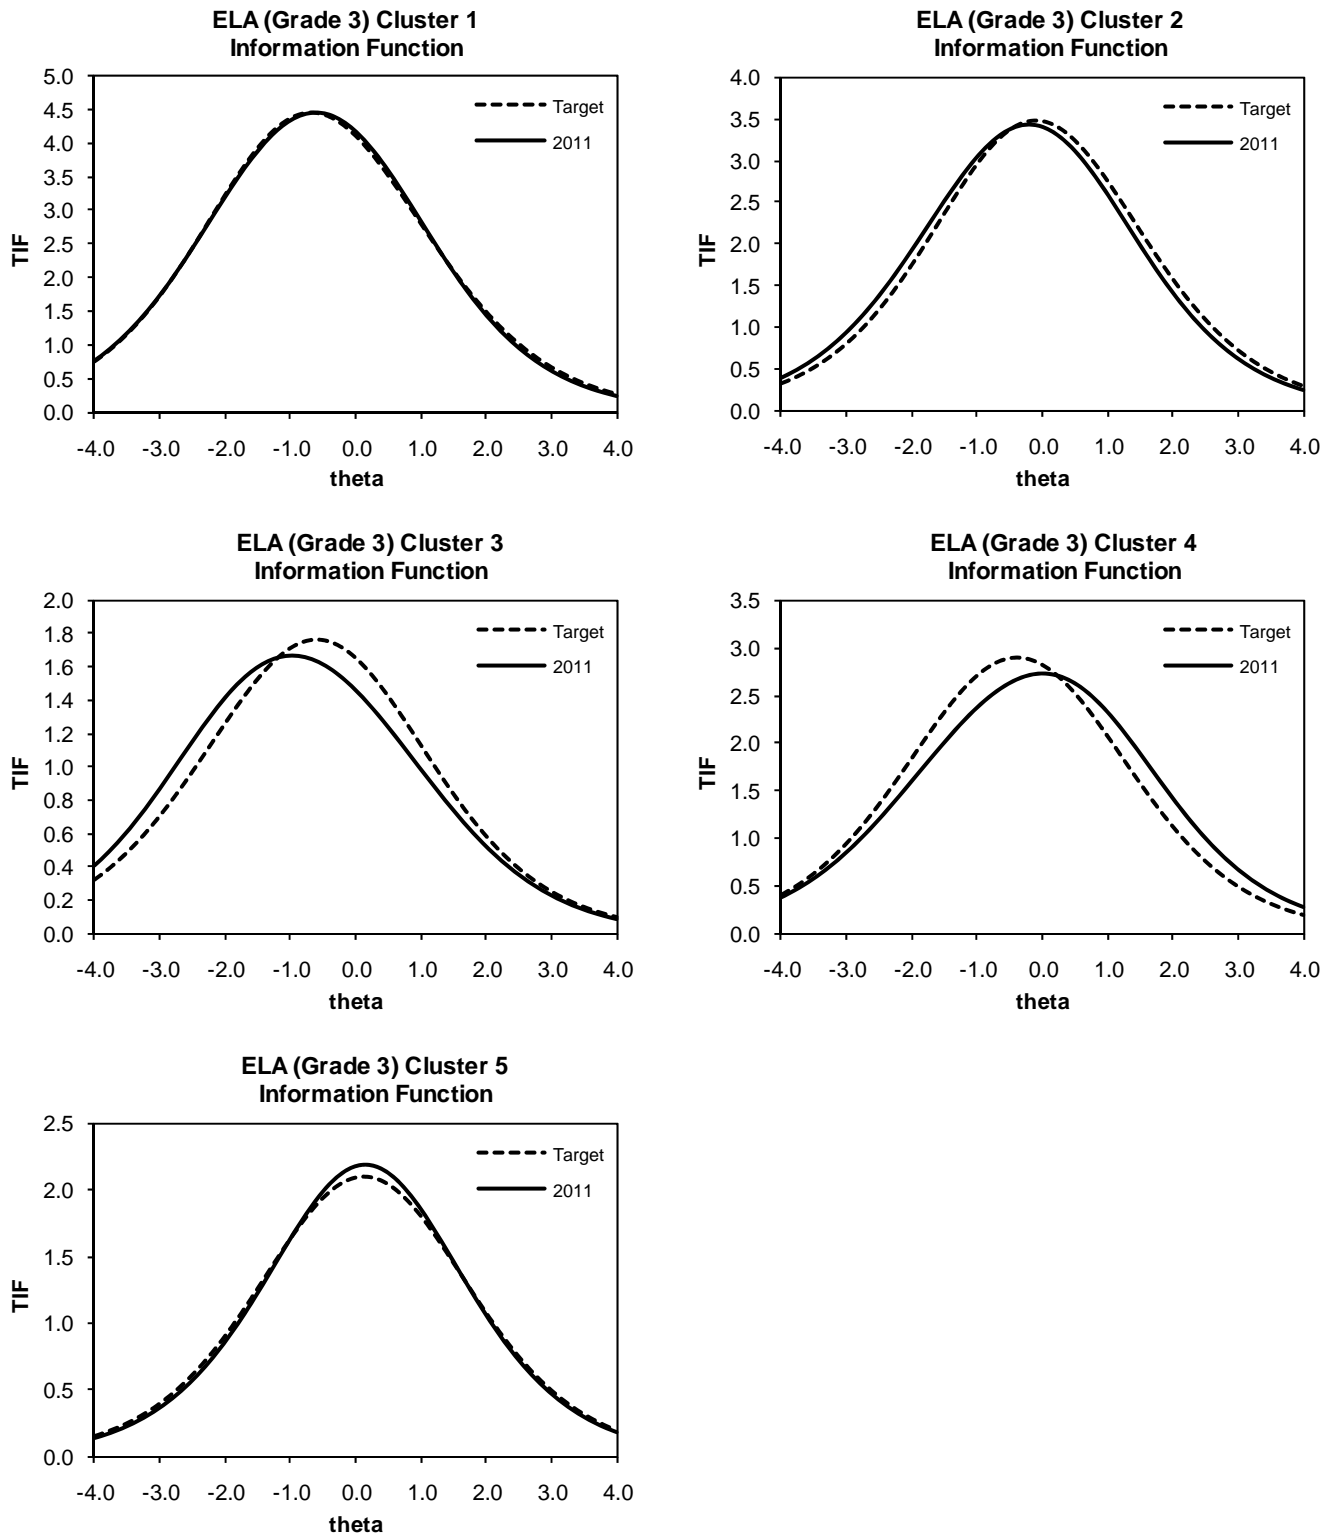 ELA (Grade 3) Cluster 1
Information Function
5.0
4.5
4.0
3.5
3.0
2.5
2.0
1.5
1.0
0.5
0.0
TIF
Target
2011
-4.0 -3.0 -2.0 -1.0 0.0 1.0 2.0 3.0 4.0
theta
ELA (Grade 3) Cluster 2
Information Function
4.0
3.5
3.0
2.5
2.0
1.5
1.0
0.5
0.0
TIF
Target
2011
-4.0 -3.0 -2.0 -1.0 0.0 1.0 2.0 3.0 4.0
theta
ELA (Grade 3) Cluster 3
Information Function
2.0
1.8
1.6
1.4
1.2
1.0
0.8
0.6
0.4
0.2
0.0
TIF
Target
2011
-4.0 -3.0 -2.0 -1.0 0.0 1.0 2.0 3.0 4.0
theta
ELA (Grade 3) Cluster 4
Information Function
3.5
3.0
2.5
2.0
1.5
1.0
0.5
0.0
TIF
Target
2011
-4.0 -3.0 -2.0 -1.0 0.0 1.0 2.0 3.0 4.0
theta
ELA (Grade 3) Cluster 5
Information Function
2.5
2.0
1.5
1.0
0.5
0.0
TIF
Target
2011
-4.0 -3.0 -2.0 -1.0 0.0 1.0 2.0 3.0 4.0
theta